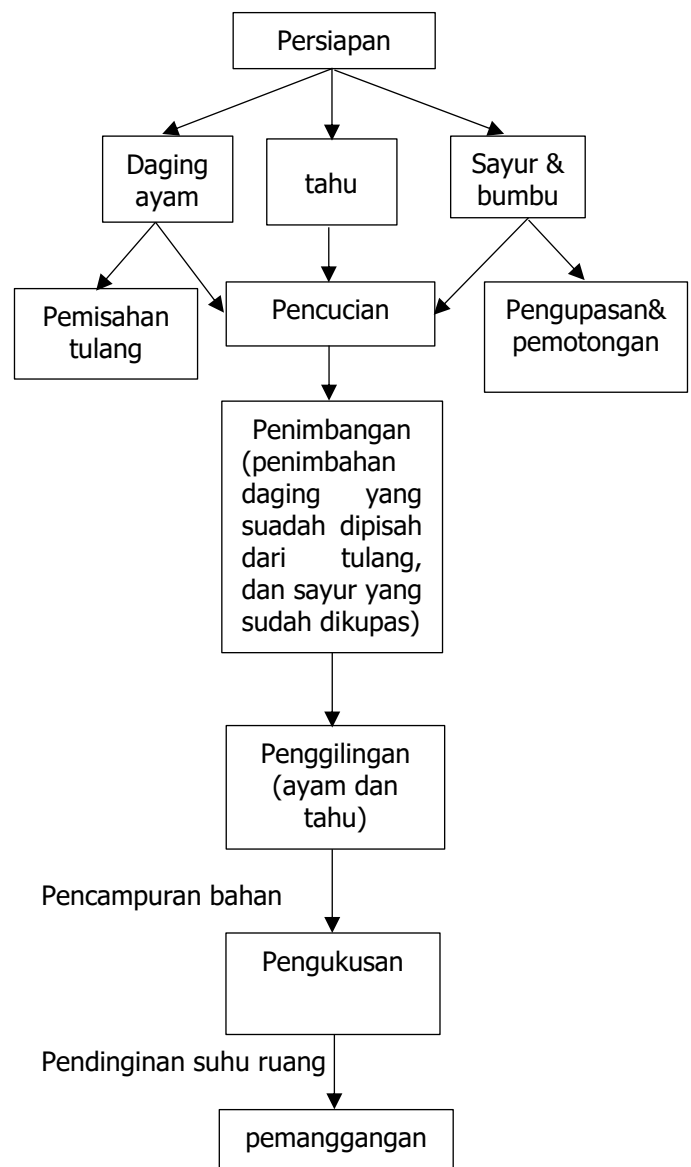 Persiapan
Daging
ayam
tahu
Sayur &
bumbu
Pemisahan
tulang
Pencucian
Pengupasan&
pemotongan
Penimbangan
(penimbahan
daging yang
suadah dipisah
dari tulang,
dan sayur yang
sudah dikupas)
Penggilingan
(ayam dan
tahu)
Pencampuran bahan
Pengukusan
Pendinginan suhu ruang
pemanggangan